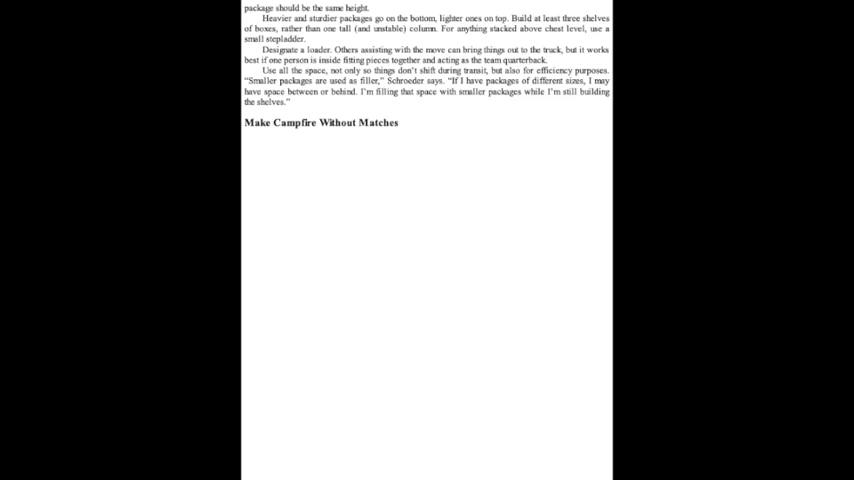 package should be the same height.
Heavier and sturdier packages go on the bottom, lighter ones on top. Build at least three shelves
of boxes, rather than one tall (and unstable) column. For anything stacked above chest level, use a
small stepladder.
Designate a loader. Others assisting with the move can bring things out to the truck, but it works
best if one person is inside fitting pieces together and acting as the team quarterback.
Use all the space, not only so things don’t shift during transit, but also for efficiency purposes.
“Smaller packages are used as filler,” Schroeder says. “If I have packages of different sizes, I may
have space between or behind. I’m filling that space with smaller packages while I’m still building
the shelves.”
Make Campfire Without Matches